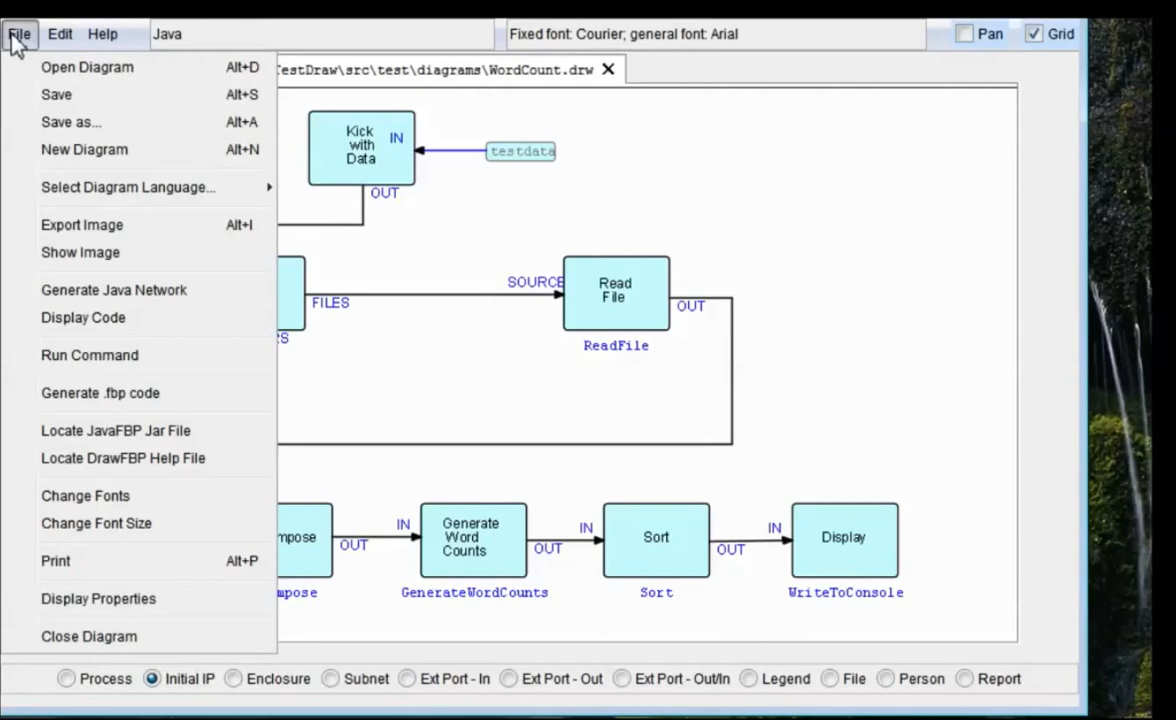 File Edit Help Java Fixed font: Courier; general font: Arial Pan Grid
Open Diagram Alt+D
Save Alt+S
Save as... Alt+A
New Diagram Alt+N
Select Diagram Language...
Export Image Alt+I
Show Image
Generate Java Network
Display Code
Run Command
Generate .fbp code
Locate JavaFBP Jar File
Locate DrawFBP Help File
Change Fonts
Change Font Size
Print Alt+P
Display Properties
Close Diagram
TestDraw\src\test\diagrams\WordCount.drw
Kick
with
Data
IN
testdata
OUT
FILES
SOURCE
Read
File
OUT
ReadFile
mpose
OUT
IN
Generate
Word
Counts
OUT
IN
Sort
OUT
IN
Display
mpose GenerateWordCounts Sort WriteToConsole
Process Initial IP Enclosure Subnet Ext Port - In Ext Port - Out Ext Port - Out/In Legend File Person Report